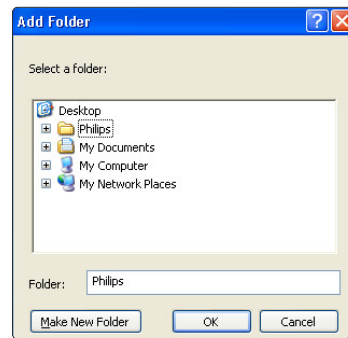 Add Folder
Select a folder:
Desktop
Philips
My Documents
My Computer
My Network Places
Folder: Philips
Make New Folder OK Cancel